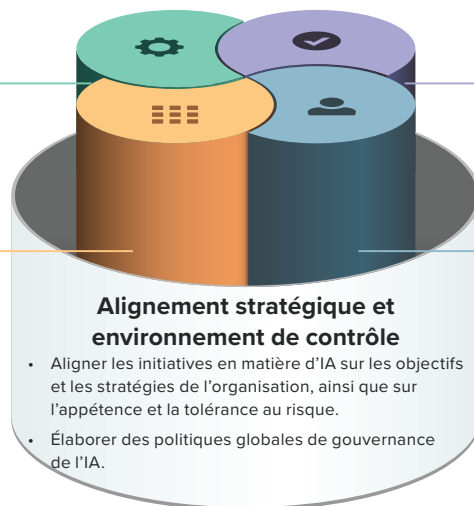 Alignement stratégique et
environnement de contrôle
• Aligner les initiatives en matière d’IA sur les objectifs
et les stratégies de l’organisation, ainsi que sur
l’appétence et la tolérance au risque.
• Élaborer des politiques globales de gouvernance
de l’IA.